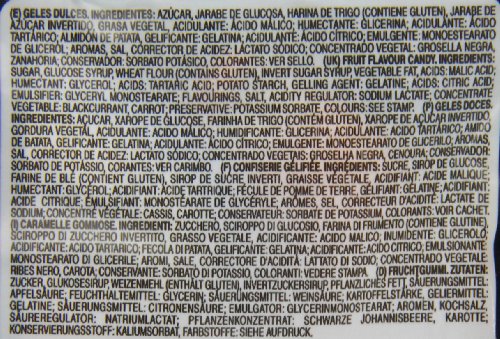 (E) GELES DULCES. INGREDIENTES: AZÚCAR, JARABE DE GLUCOSA, HARINA DE TRIGO (CONTIENE GLUTEN), JARABE DE
AZÚCAR INVERTIDO, GRASA VEGETAL, ACIDULANTE: ÁCIDO MÁLICO; HUMECTANTE: GLICERINA; ACIDULANTE: ÁCIDO
TARTÁRICO; ALMIDÓN DE PATATA, GELIFICANTE: GELATINA; ACIDULANTE: ÁCIDO CÍTRICO; EMULGENTE: MONOESTEARATO
DE GLICEROL; AROMAS, SAL, CORRECTOR DE ACIDEZ: LACTATO SÓDICO; CONCENTRADO VEGETAL: GROSELLA NEGRA,
ZANAHORIA; CONSERVADOR: SORBATO POTÁSICO, COLORANTES: VER SELLO. (UK) FRUIT FLAVOUR CANDY. INGREDIENTS:
SUGAR, GLUCOSE SYRUP, WHEAT FLOUR (CONTAINS GLUTEN), INVERT SUGAR SYRUP, VEGETABLE FAT, ACIDS: MALIC ACID;
HUMECTANT: GLYCEROL; ACIDS: TARTARIC ACID; POTATO STARCH, GELLING AGENT: GELATINE; ACIDS: CITRIC ACID;
EMULSIFIER: GLYCERYL MONOSTEARATE; FLAVOURINGS, SALT, ACIDITY REGULATOR: SODIUM LACTATE; CONCENTRATE
VEGETABLE: BLACKCURRANT, CARROT; PRESERVATIVE: POTASSIUM SORBATE, COLOURS: SEE STAMP. (P) GELES DOCES.
INGREDIENTES: AÇÚCAR, XAROPE DE GLUCOSE, FARINHA DE TRIGO (CONTÉM GLÚTEN), XAROPE DE AÇÚCAR INVERTIDO,
GORDURA VEGETAL, ACIDULANTE: ÁCIDO MÁLICO; HUMIDIFICANTE: GLICERINA; ACIDULANTE: ÁCIDO TARTÁRICO; AMIDO
DE BATATA, GELIFICANTE: GELATINA; ACIDULANTE: ÁCIDO CÍTRICO; EMULGENTE: MONOESTEARATO DE GLICERILO; AROMAS,
SAL, CORRECTOR DE ACIDEZ: LACTATO SÓDICO; CONCENTRADO VEGETAIS: GROSELHA NEGRA, CENOURA; CONSERVADOR:
SORBATO DE POTÁSSIO, CORANTES: VER CARIMBO. (F) CONFISERIE GÉLIFIÉE. INGRÉDIENTS: SUCRE, SIROP DE GLUCOSE,
FARINE DE BLÉ (CONTIENT GLUTEN), SIROP DE SUCRE INVERTI, GRAISSE VÉGÉTALE, ACIDIFIANT: ACIDE MALIQUE;
HUMECTANT: GLYCÉROL; ACIDIFIANT: ACIDE TARTRIQUE; FÉCULE DE POMME DE TERRE, GÉLIFIANT: GÉLATINE; ACIDIFIANT:
ACIDE CITRIQUE; ÉMULSIFIANT: MONOSTÉARATE DE GLYCÉRYLE; ARÔMES, SEL, CORRECTEUR D'ACIDITÉ: LACTATE DE
SODIUM; CONCENTRÉ VÉGÉTALE: CASSIS, CAROTTE; CONSERVATEUR: SORBATE DE POTASSIUM, COLORANTS: VOIR CACHET.
(I) CARAMELLE GOMMOSE. INGREDIENTI: ZUCCHERO, SCIROPPO DI GLUCOSIO, FARINA DI FRUMENTO (CONTIENE GLUTINE),
SCIROPPO DI ZUCCHERO INVERTITO, GRASSO VEGETALE, ACIDIFICANTE: ACIDO MALICO; INUMIDENTE: GLICEROLO;
ACIDIFICANTE: ACIDO TARTARICO; FECOLA DI PATATA, GELIFICANTE: GELATINA; ACIDIFICANTE: ACIDO CITRICO; EMULSIONANTE:
MONOSTEARATO DI GLICERILE; AROMI, SALE, CORRETTORE D'ACIDITÀ: LATTATO DI SODIO, CONCENTRATO VEGETALE:
RIBES NERO, CAROTA; CONSERVANTE: SORBATO DI POTASSIO, COLORANTI: VEDERE STAMPA. (D) FRUCHTGUMMI. ZUTATEN:
ZUCKER, GLUKOSESIRUP, WEIZENMEHL (ENTHÄLT GLUTEN), INVERTZUCKERSIRUP, PFLANZLICHES FETT, SÄUERUNGSMITTEL:
APFELSÄURE; FEUCHTHALTEMITTEL: GLYCERIN; SÄUERUNGSMITTEL: WEINSÄURE; KARTOFFELSTÄRKE, GELIERMITTEL:
GELATINE; SÄUERUNGSMITTEL: CITRONENSÄURE; EMULGATOR: GLYCERINMONOSTEARAT; AROMEN, KOCHSALZ,
SÄUREREGULATOR: NATRIUMLACTAT; PFLANZENKONZENTRAT: SCHWARZE JOHANNISBEERE, KAROTTE;
KONSERVIERUNGSSTOFF: KALIUMSORBAT, FARBSTOFFE: SIEHE AUFDRUCK.